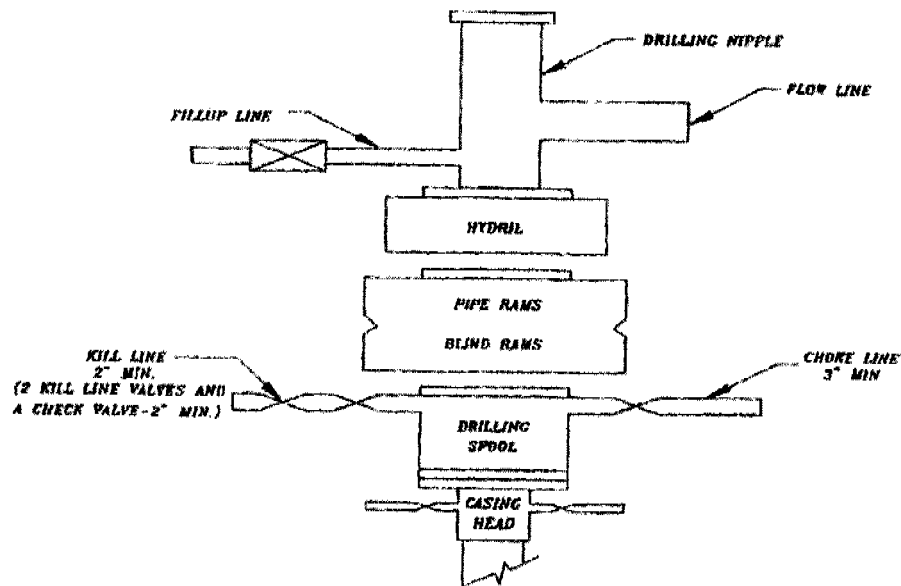 DRILLING NIPPLE
FLOW LINE
FILLUP LINE
HYDRIL
PIPE RAMS
BLIND RAMS
KILL LINE
2" MIN.
(2 KILL LINE VALVES AND
A CHECK VALVE-2" MIN.)
CHOKE LINE
3" MIN
DRILLING
SPOOL
CASING
HEAD